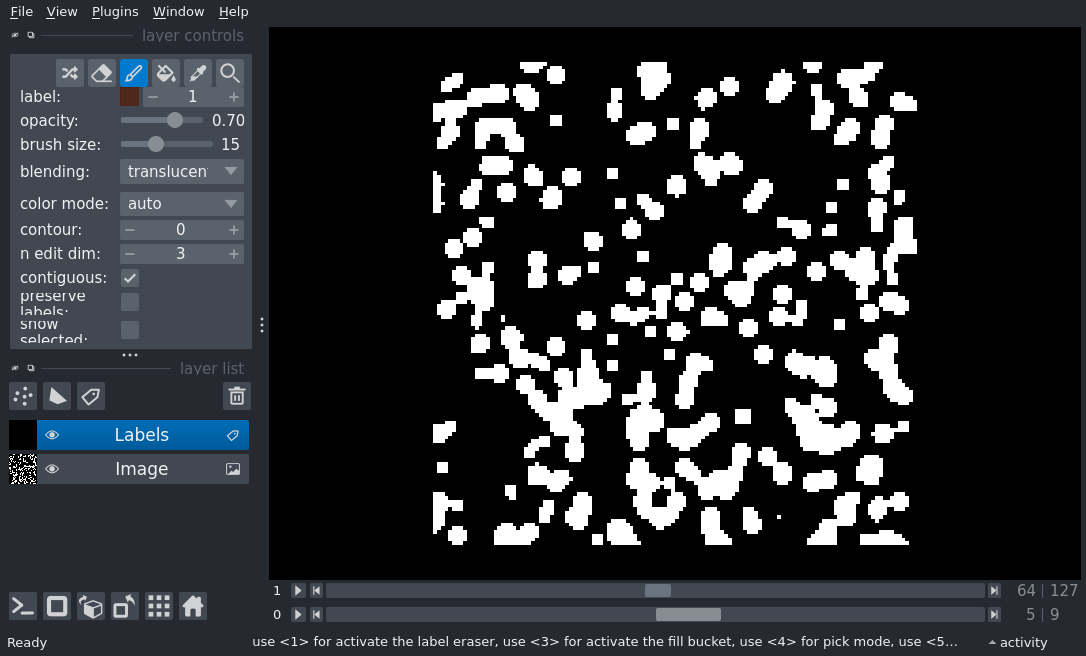 File View Plugins Window Help
layer controls
label: 1
opacity: 0.70
brush size: 15
blending: translucen
color mode: auto
contour: 0
n edit dim: 3
contiguous:
preserve
labels:
show
selected:
layer list
Labels
Image
1 64 | 127
0 5 | 9
Ready use <1> for activate the label eraser, use <3> for activate the fill bucket, use <4> for pick mode, use <5... activity